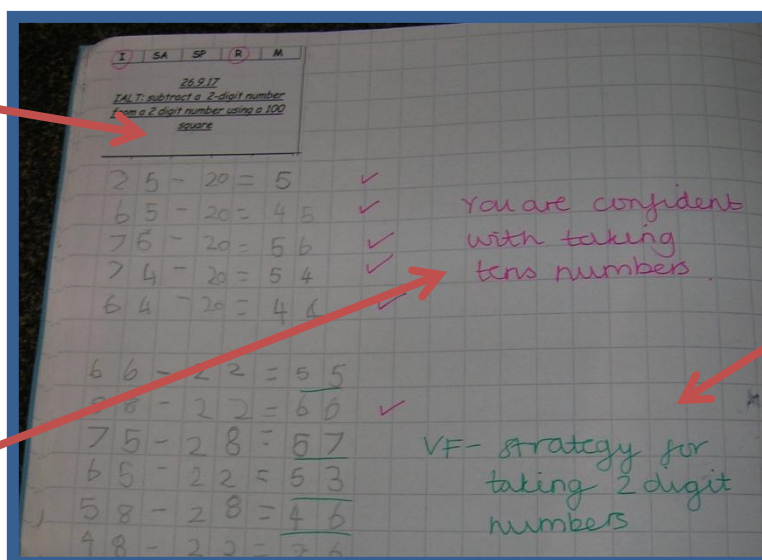 I SA SP R M
26.9.17
IALT: subtract a 2-digit number
from a 2 digit number using a 100
square
25 - 20 = 5
65 - 20 = 45
76 - 20 = 56
74 - 20 = 54
64 - 20 = 44
You are confident
with taking
tens numbers.
66 - 22 = 55
88 - 22 = 66
75 - 28 = 57
65 - 22 = 53
58 - 28 = 46
48 - 22 =
VF - strategy for
taking 2 digit
numbers